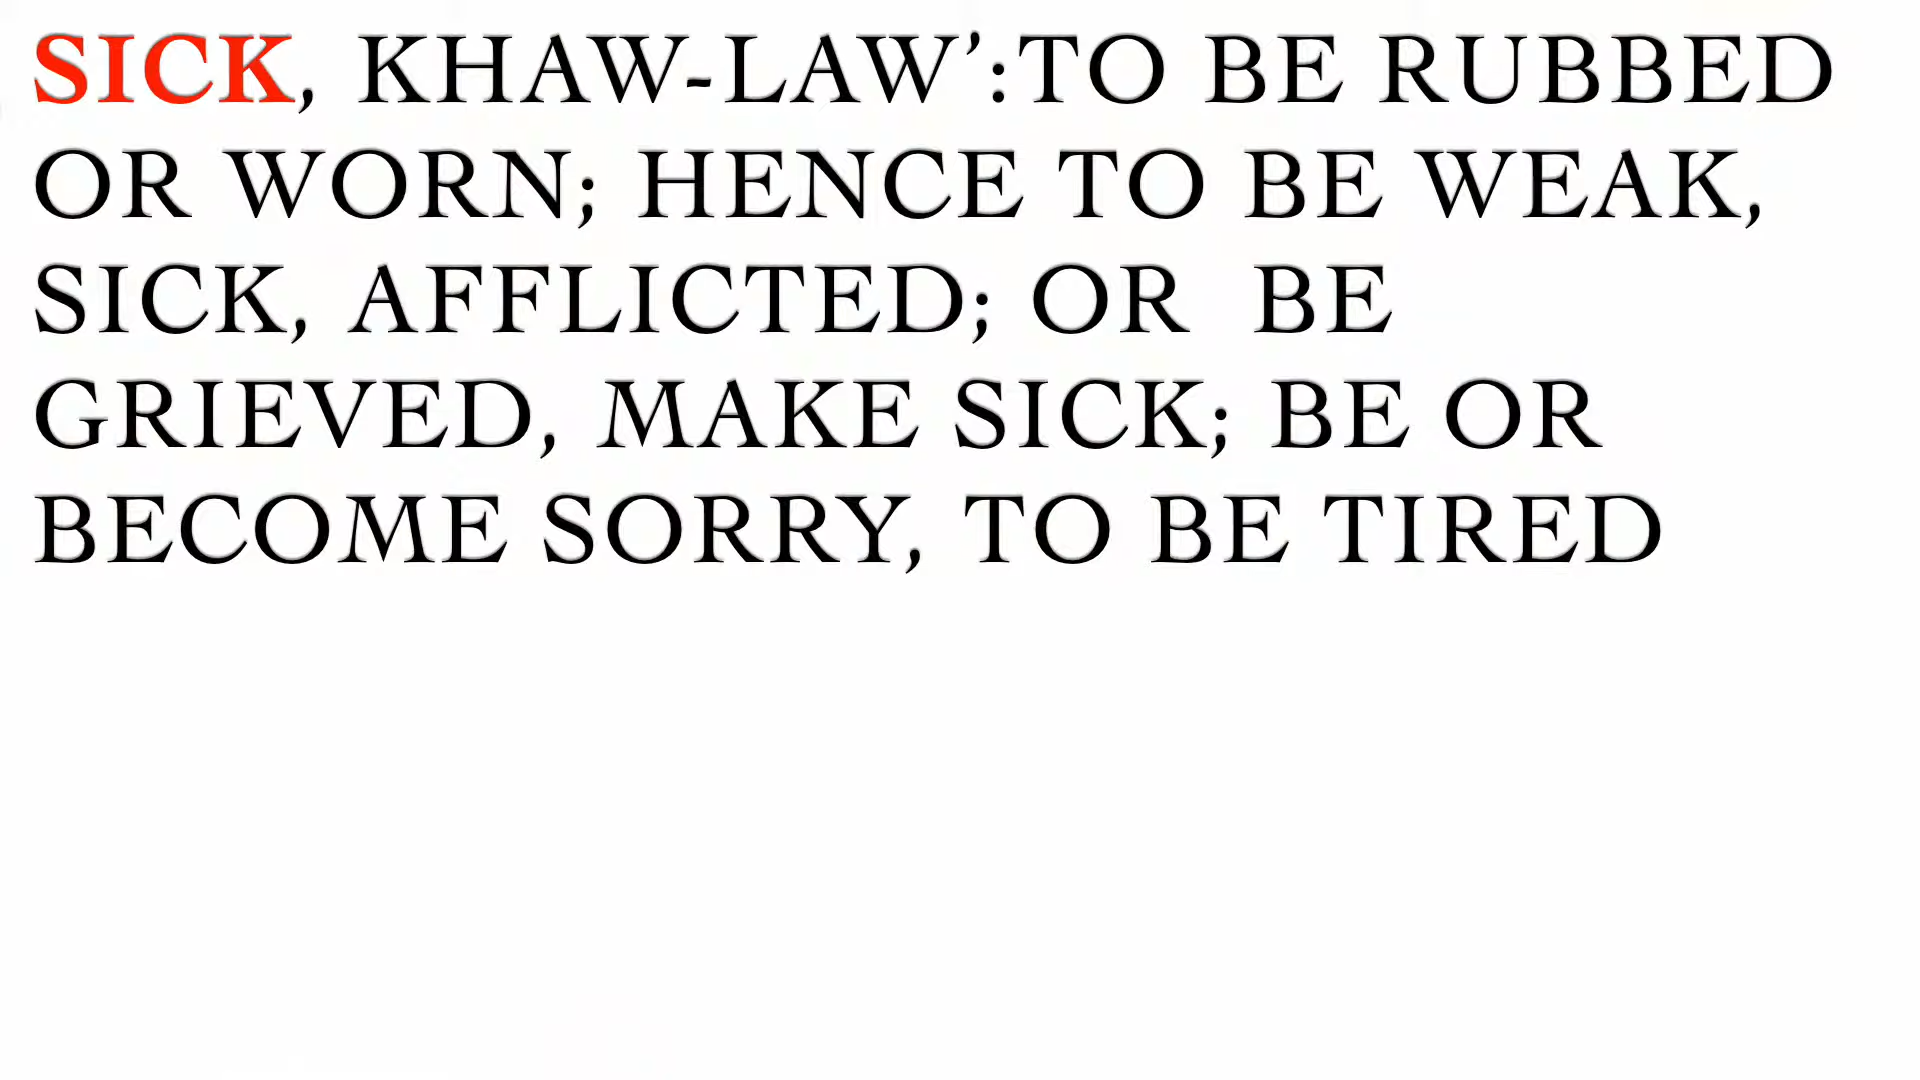 SICK, KHAW-LAW’:TO BE RUBBED
OR WORN; HENCE TO BE WEAK,
SICK, AFFLICTED; OR BE
GRIEVED, MAKE SICK; BE OR
BECOME SORRY, TO BE TIRED